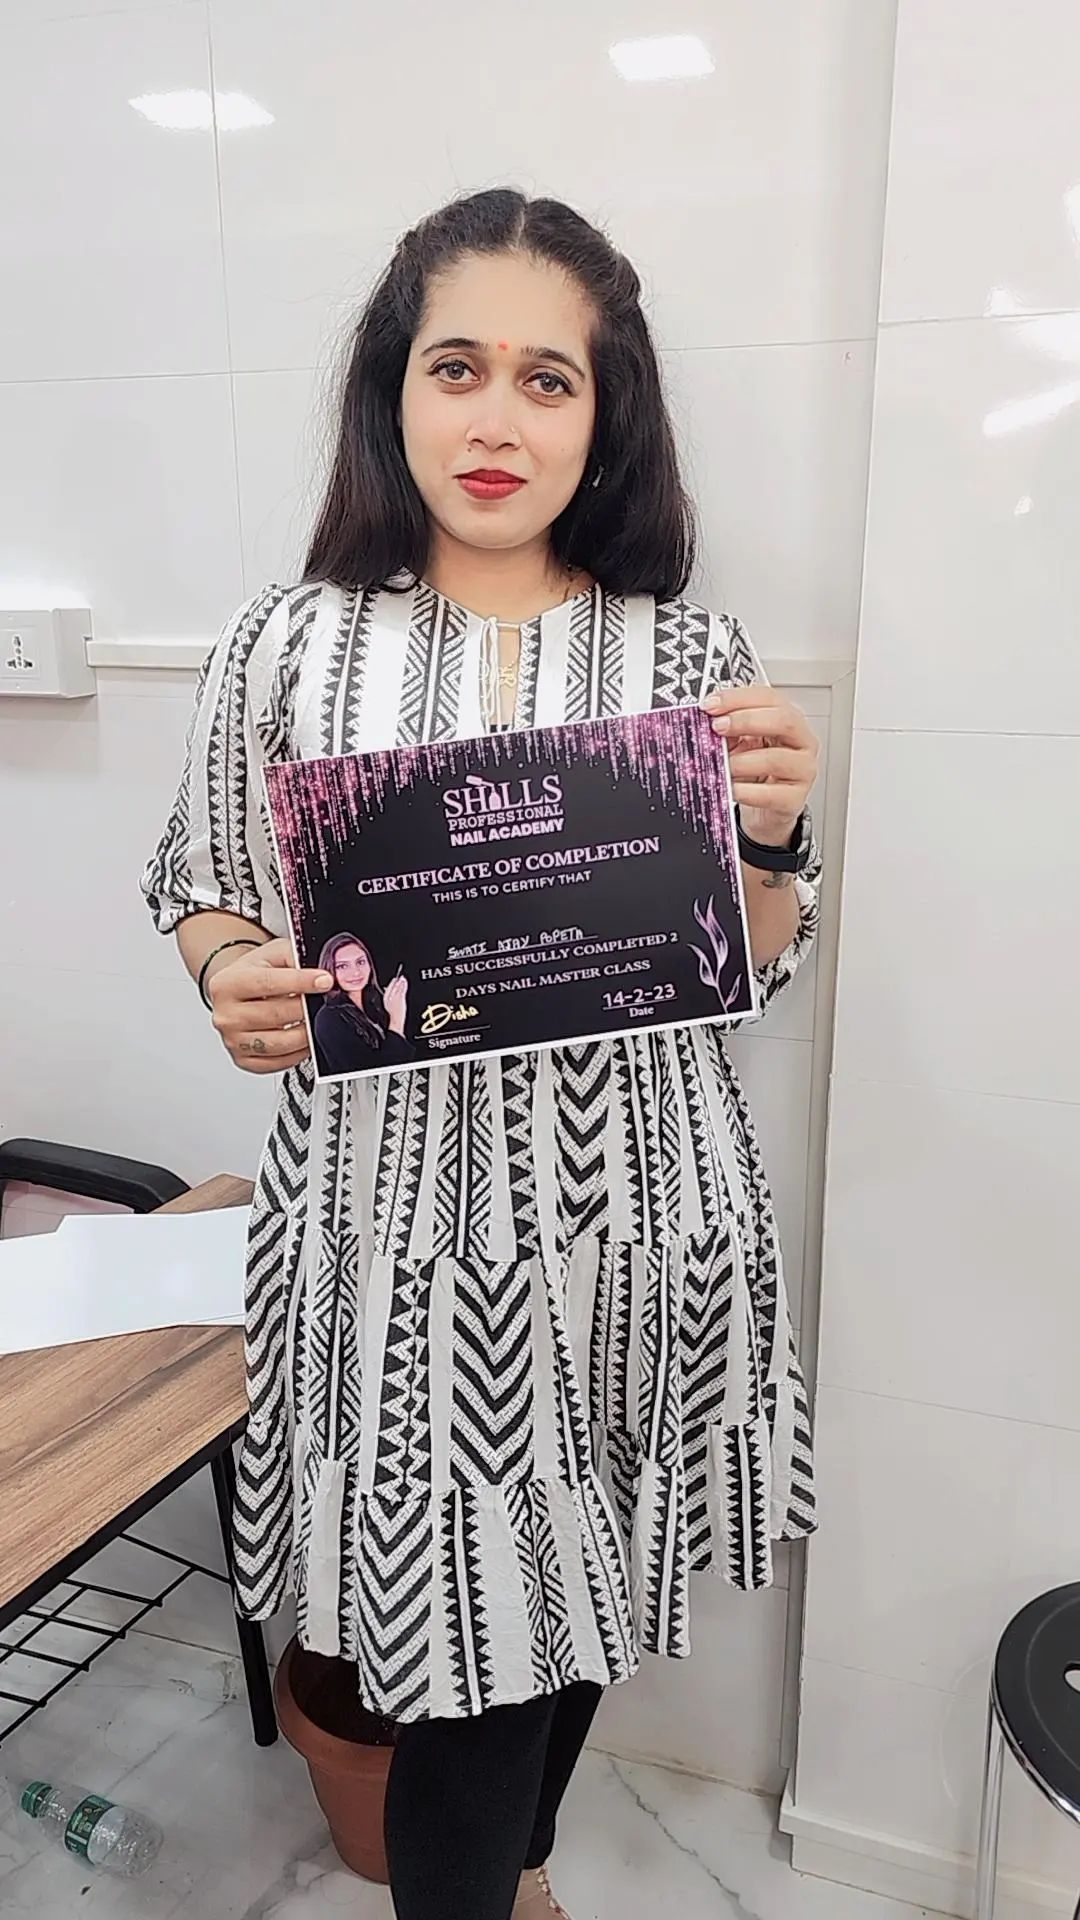 SHILLS
PROFESSIONAL
NAIL ACADEMY
CERTIFICATE OF COMPLETION
THIS IS TO CERTIFY THAT
SWATI AJAY POPETA
HAS SUCCESSFULLY COMPLETED 2
DAYS NAIL MASTER CLASS
Disha
Signature
14-2-23
Date